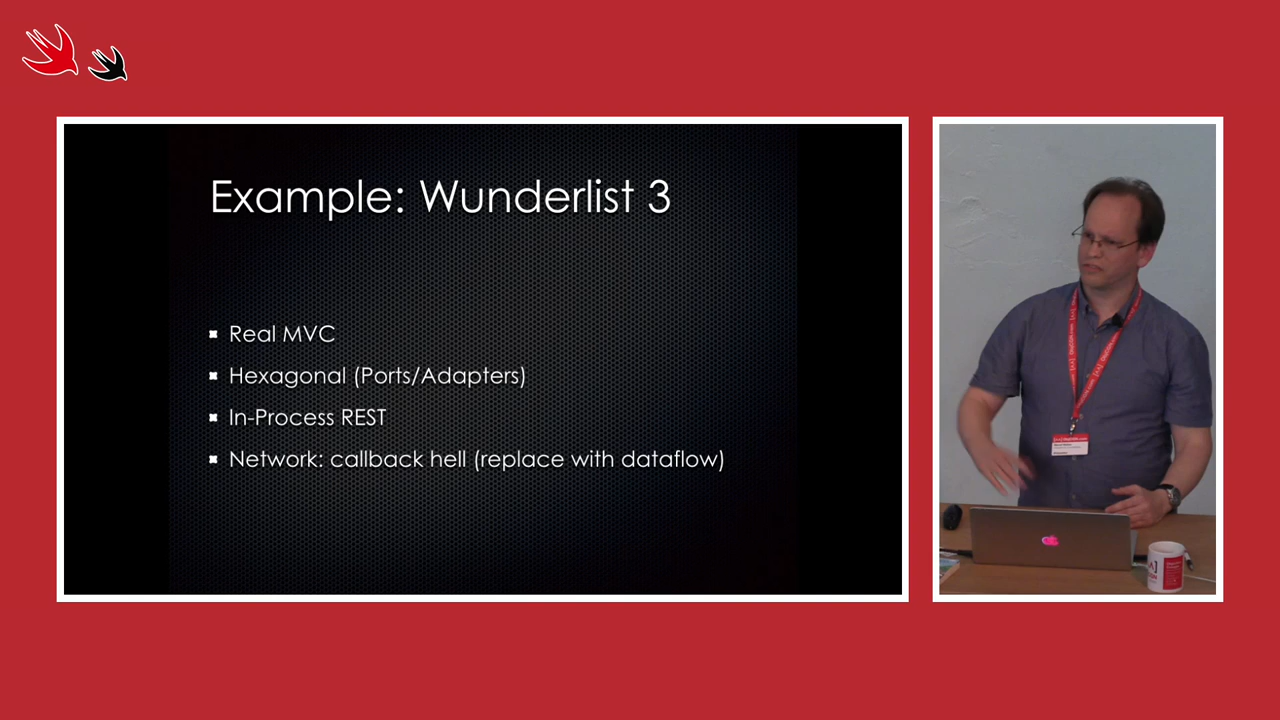 Example: Wunderlist 3
Real MVC
Hexagonal (Ports/Adapters)
In-Process REST
Network: callback hell (replace with dataflow)